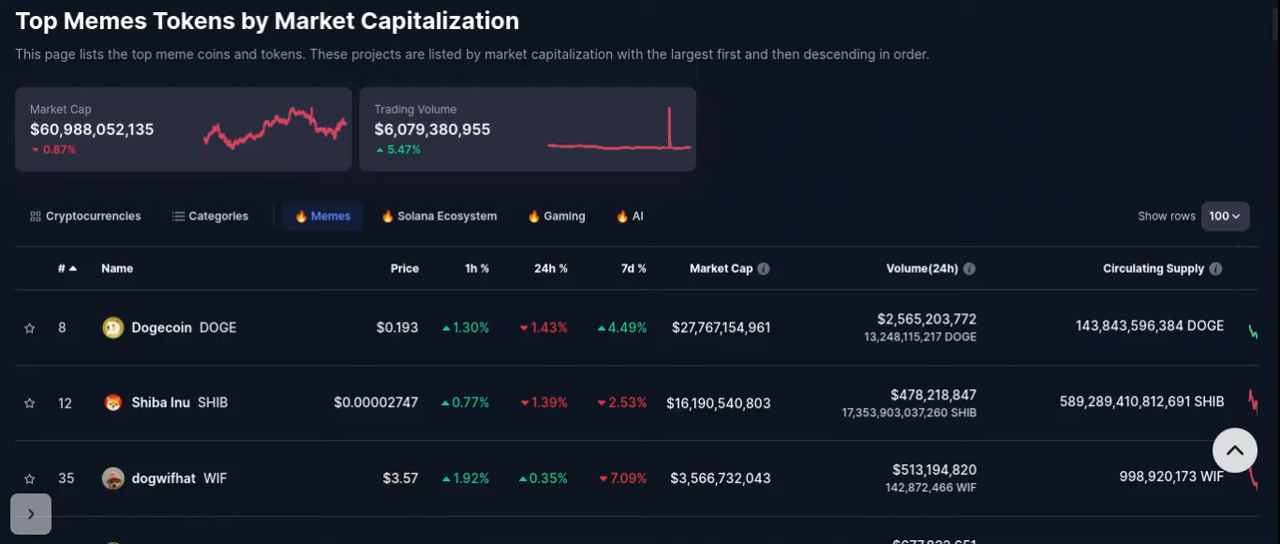 Top Memes Tokens by Market Capitalization
This page lists the top meme coins and tokens. These projects are listed by market capitalization with the largest first and then descending in order.
Market Cap
$60,988,052,135
0.87%
Trading Volume
$6,079,380,955
5.47%
Cryptocurrencies Categories Memes Solana Ecosystem Gaming AI Show rows 100
# Name Price 1h % 24h % 7d % Market Cap Volume(24h) Circulating Supply
8 Dogecoin DOGE $0.193 1.30% 1.43% 4.49% $27,767,154,961 $2,565,203,772 143,843,596,384 DOGE
13,248,115,217 DOGE
12 Shiba Inu SHIB $0.00002747 0.77% 1.39% 2.53% $16,190,540,803 $478,218,847 589,289,410,812,691 SHIB
17,353,903,037,260 SHIB
35 dogwifhat WIF $3.57 1.92% 0.35% 7.09% $3,566,732,043 $513,194,820 998,920,173 WIF
142,872,466 WIF